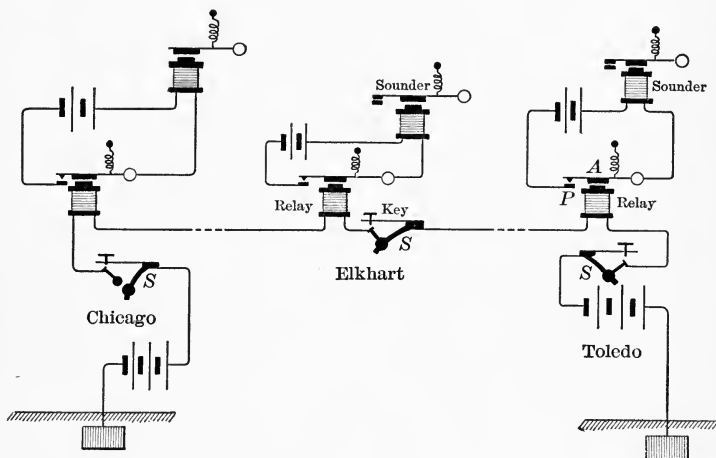 Sounder
Sounder
A
P
Relay
Key
Relay
S
S
S
Elkhart
Chicago
Toledo